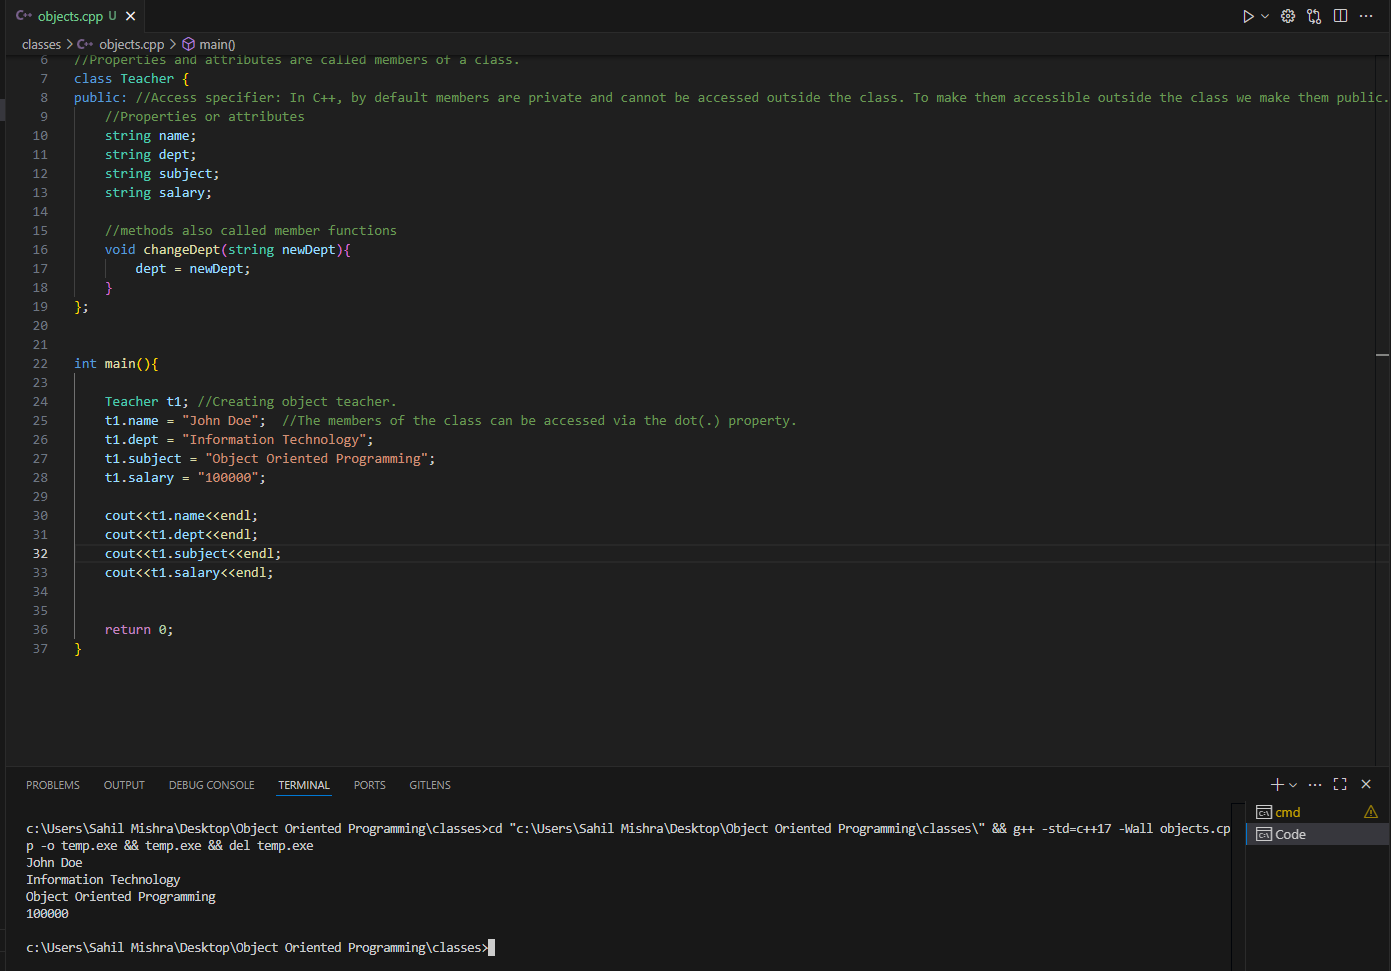 C++ objects.cpp U
classes > C++ objects.cpp > main()
6 //Properties and attributes are called members of a class.
7 class Teacher {
8 public: //Access specifier: In C++, by default members are private and cannot be accessed outside the class. To make them accessible outside the class we make them public.
9     //Properties or attributes
10     string name;
11     string dept;
12     string subject;
13     string salary;
14
15     //methods also called member functions
16     void changeDept(string newDept){
17         dept = newDept;
18     }
19 };
20
21
22 int main(){
23
24     Teacher t1; //Creating object teacher.
25     t1.name = "John Doe";  //The members of the class can be accessed via the dot(.) property.
26     t1.dept = "Information Technology";
27     t1.subject = "Object Oriented Programming";
28     t1.salary = "100000";
29
30     cout<<t1.name<<endl;
31     cout<<t1.dept<<endl;
32     cout<<t1.subject<<endl;
33     cout<<t1.salary<<endl;
34
35
36     return 0;
37 }
PROBLEMS OUTPUT DEBUG CONSOLE TERMINAL PORTS GITLENS
c:\Users\Sahil Mishra\Desktop\Object Oriented Programming\classes>cd "c:\Users\Sahil Mishra\Desktop\Object Oriented Programming\classes\" && g++ -std=c++17 -Wall objects.cp
p -o temp.exe && temp.exe && del temp.exe
John Doe
Information Technology
Object Oriented Programming
100000
c:\Users\Sahil Mishra\Desktop\Object Oriented Programming\classes>
cmd
Code